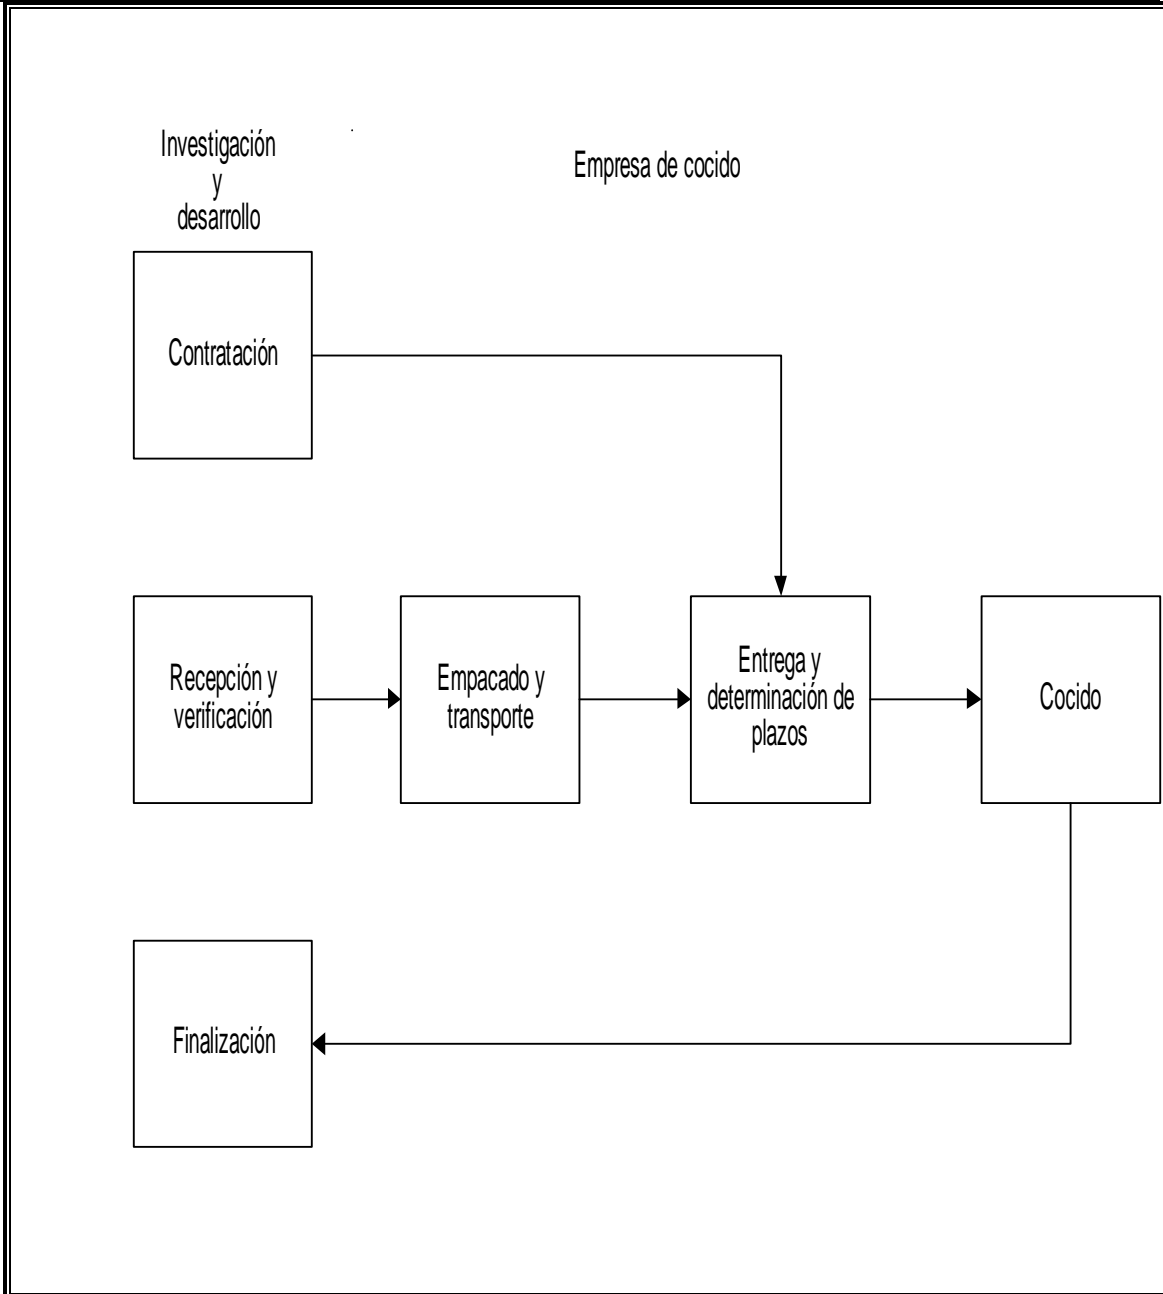 Investigación
y
desarrollo
Empresa de cocido
Contratación
Recepción y
verificación
Empacado y
transporte
Entrega y
determinación de
plazos
Cocido
Finalización